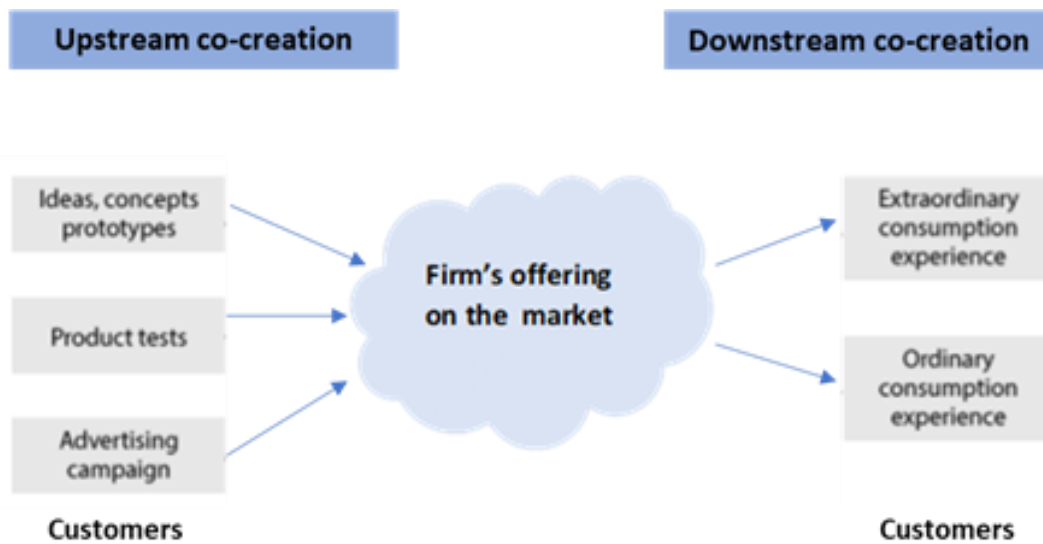 Upstream co-creation
Downstream co-creation
Ideas, concepts
prototypes
Product tests
Advertising
campaign
Customers
Firm's offering
on the market
Extraordinary
consumption
experience
Ordinary
consumption
experience
Customers